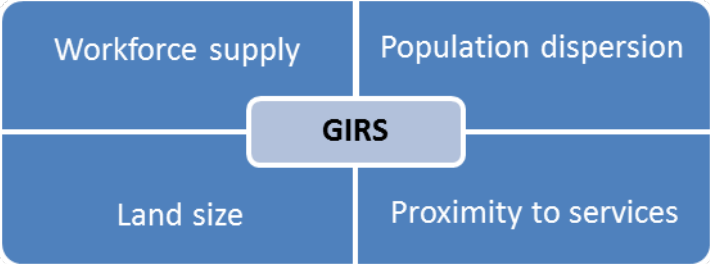 Workforce supply
Population dispersion
GIRS
Land size
Proximity to services